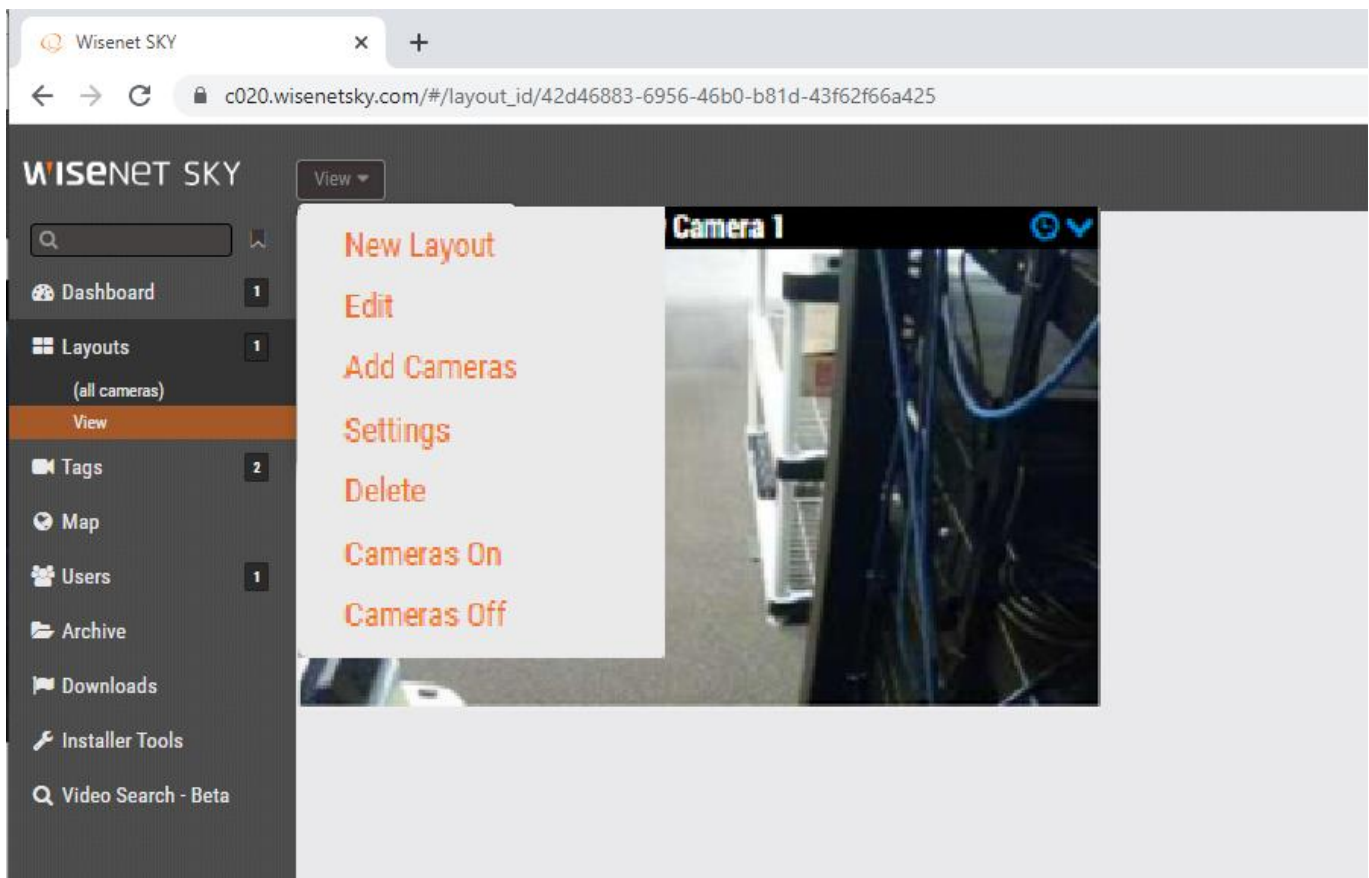 Wisenet SKY
c020.wisenetsky.com/#/layout_id/42d46883-6956-46b0-b81d-43f62f66a425
WISENET SKY
View
Camera 1
New Layout
Edit
Add Cameras
Settings
Delete
Cameras On
Cameras Off
Dashboard 1
Layouts 1
(all cameras)
View
Tags 2
Map
Users 1
Archive
Downloads
Installer Tools
Video Search - Beta